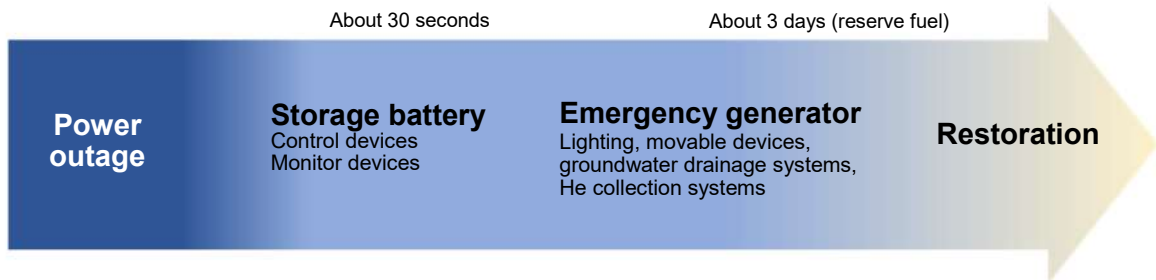 About 30 seconds
About 3 days (reserve fuel)
Power
outage
Storage battery
Control devices
Monitor devices
Emergency generator
Lighting, movable devices,
groundwater drainage systems,
He collection systems
Restoration